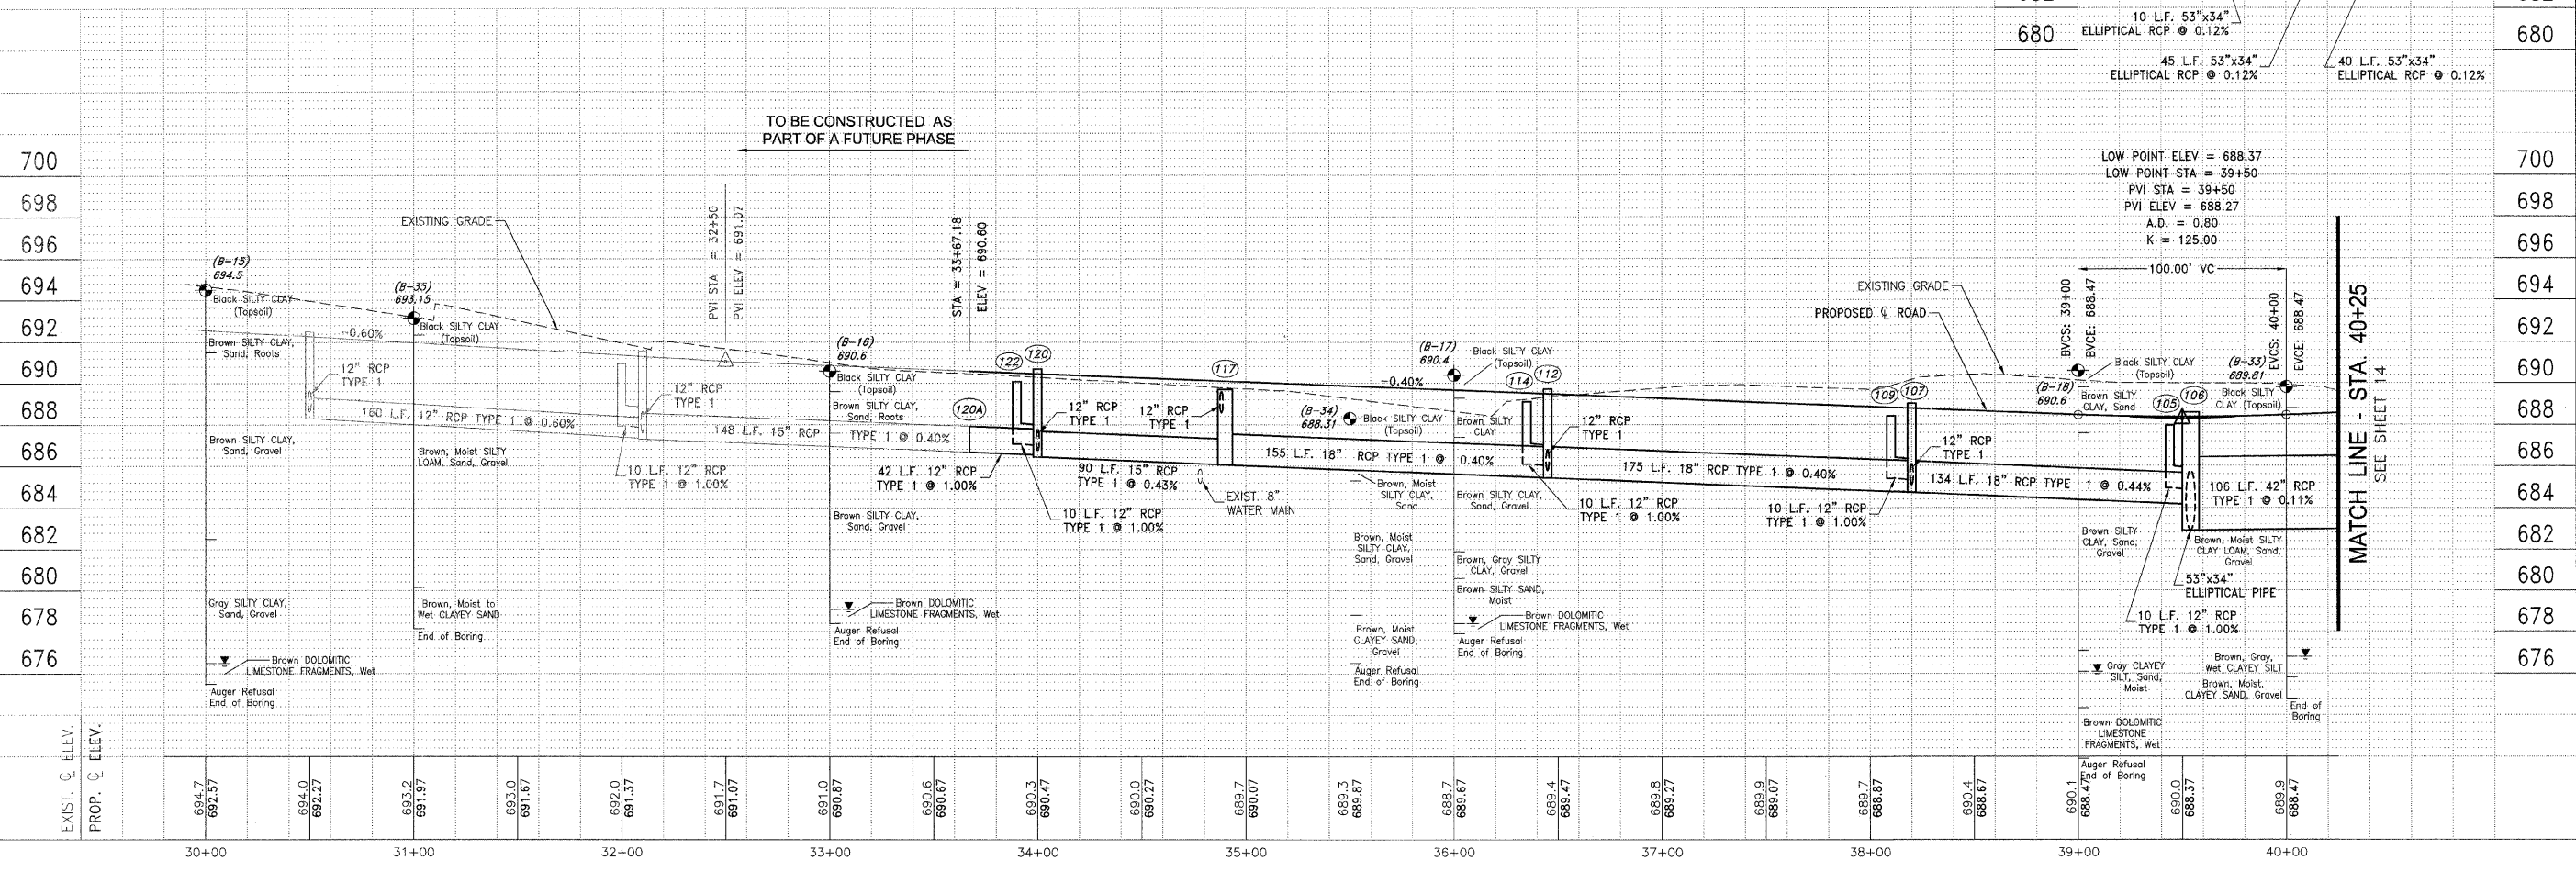 682
682
10 L.F. 53"x34"
ELLIPTICAL RCP @ 0.12%
680
680
45 L.F. 53"x34"
ELLIPTICAL RCP @ 0.12%
40 L.F. 53"x34"
ELLIPTICAL RCP @ 0.12%
TO BE CONSTRUCTED AS
PART OF A FUTURE PHASE
700
698
696
694
692
690
688
686
684
682
680
678
676
700
698
696
694
692
690
688
686
684
682
680
678
676
LOW POINT ELEV = 688.37
LOW POINT STA = 39+50
PVI STA = 39+50
PVI ELEV = 688.27
A.D. = 0.80
K = 125.00
100.00' VC
BVCS: 39+00
BVCE: 688.47
EVCS: 40+00
EVCE: 688.47
MATCH LINE - STA. 40+25
SEE SHEET 14
EXISTING GRADE
PVI STA = 32+50
PVI ELEV = 691.07
STA = 33+67.18
ELEV = 690.60
EXISTING GRADE
PROPOSED ℄ ROAD
(B-15)
694.5
Black SILTY CLAY
(Topsoil)
Brown SILTY CLAY,
Sand, Roots
Brown SILTY CLAY,
Sand, Gravel
Gray SILTY CLAY,
Sand, Gravel
Brown DOLOMITIC
LIMESTONE FRAGMENTS, Wet
Auger Refusal
End of Boring
-0.60%
12" RCP
TYPE 1
160 L.F. 12" RCP TYPE 1 @ 0.60%
(B-35)
693.15
Black SILTY CLAY
(Topsoil)
Brown, Moist SILTY
LOAM, Sand, Gravel
Brown, Moist to
Wet CLAYEY SAND
End of Boring
12" RCP
TYPE 1
10 L.F. 12" RCP
TYPE 1 @ 1.00%
148 L.F. 15" RCP TYPE 1 @ 0.40%
(B-16)
690.6
Black SILTY CLAY
(Topsoil)
Brown SILTY CLAY,
Sand, Roots
Brown SILTY CLAY,
Sand, Gravel
Brown DOLOMITIC
LIMESTONE FRAGMENTS, Wet
Auger Refusal
End of Boring
120A
122
120
42 L.F. 12" RCP
TYPE 1 @ 1.00%
12" RCP
TYPE 1
10 L.F. 12" RCP
TYPE 1 @ 1.00%
90 L.F. 15" RCP
TYPE 1 @ 0.43%
117
12" RCP
TYPE 1
EXIST. 8"
WATER MAIN
155 L.F. 18" RCP TYPE 1 @ 0.40%
(B-34)
688.31
Black SILTY CLAY
(Topsoil)
Brown, Moist
SILTY CLAY,
Sand
Brown, Moist
SILTY CLAY,
Sand, Gravel
Brown, Moist
CLAYEY SAND,
Gravel
Auger Refusal
End of Boring
-0.40%
(B-17)
690.4
Black SILTY CLAY
(Topsoil)
Brown SILTY
CLAY
Brown SILTY CLAY,
Sand, Gravel
Brown, Gray SILTY
CLAY, Gravel
Brown SILTY SAND,
Moist
Brown DOLOMITIC
LIMESTONE FRAGMENTS, Wet
Auger Refusal
End of Boring
114
112
12" RCP
TYPE 1
10 L.F. 12" RCP
TYPE 1 @ 1.00%
175 L.F. 18" RCP TYPE 1 @ 0.40%
109
107
12" RCP
TYPE 1
10 L.F. 12" RCP
TYPE 1 @ 1.00%
134 L.F. 18" RCP TYPE 1 @ 0.44%
(B-18)
690.6
Black SILTY CLAY
(Topsoil)
Brown SILTY
CLAY, Sand
Brown SILTY
CLAY, Sand,
Gravel
Gray CLAYEY
SILT, Sand,
Moist
Brown DOLOMITIC
LIMESTONE
FRAGMENTS, Wet
Auger Refusal
End of Boring
105
106
106 L.F. 42" RCP
TYPE 1 @ 0.11%
53"x34"
ELLIPTICAL PIPE
10 L.F. 12" RCP
TYPE 1 @ 1.00%
(B-33)
689.81
Black SILTY
CLAY (Topsoil)
Brown, Moist SILTY
CLAY LOAM, Sand,
Gravel
Brown, Gray,
Wet CLAYEY SILT
Brown, Moist,
CLAYEY SAND, Gravel
End of
Boring
EXIST. ℄ ELEV.
PROP. ℄ ELEV.
694.7
692.57
694.0
692.27
693.2
691.97
693.0
691.67
692.0
691.37
691.7
691.07
691.0
690.87
690.6
690.67
690.3
690.47
690.0
690.27
689.7
690.07
689.3
689.87
688.7
689.67
689.4
689.47
689.8
689.27
689.9
689.07
689.7
688.87
690.4
688.67
690.1
688.47
690.0
688.37
689.9
688.47
30+00
31+00
32+00
33+00
34+00
35+00
36+00
37+00
38+00
39+00
40+00